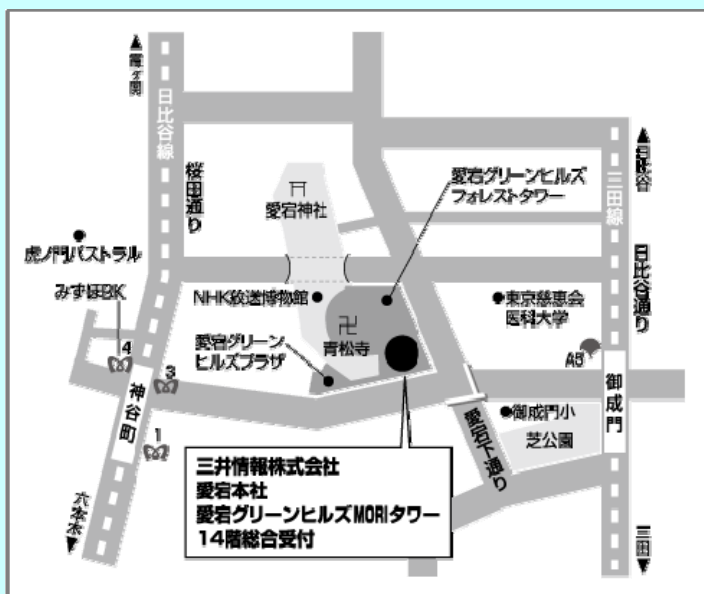 ▲霞ヶ関
日比谷線
桜田通り
虎ノ門パストラル
みずほBK
4
3
1
神谷町
六本木▼
愛宕神社
NHK放送博物館
愛宕グリーン
ヒルズプラザ
卍
青松寺
愛宕グリーンヒルズ
フォレストタワー
三井情報株式会社
愛宕本社
愛宕グリーンヒルズMORIタワー
14階総合受付
愛宕下通り
東京慈恵会
医科大学
A5
御成門小
芝公園
▲日比谷
三田線
日比谷通り
御成門
三田▼